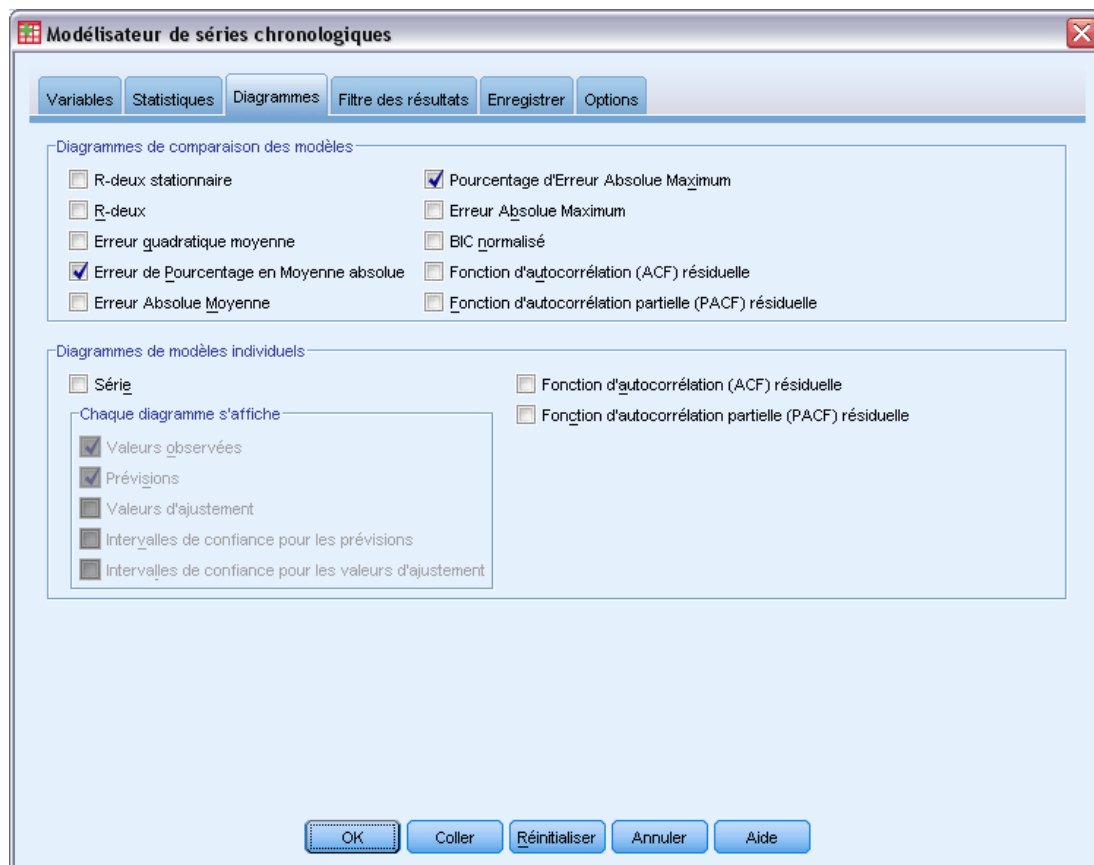 Modélisateur de séries chronologiques
Variables
Statistiques
Diagrammes
Filtre des résultats
Enregistrer
Options
Diagrammes de comparaison des modèles
R-deux stationnaire
R-deux
Erreur quadratique moyenne
Erreur de Pourcentage en Moyenne absolue
Erreur Absolue Moyenne
Pourcentage d'Erreur Absolue Maximum
Erreur Absolue Maximum
BIC normalisé
Fonction d'autocorrélation (ACF) résiduelle
Fonction d'autocorrélation partielle (PACF) résiduelle
Diagrammes de modèles individuels
Série
Chaque diagramme s'affiche
Valeurs observées
Prévisions
Valeurs d'ajustement
Intervalles de confiance pour les prévisions
Intervalles de confiance pour les valeurs d'ajustement
Fonction d'autocorrélation (ACF) résiduelle
Fonction d'autocorrélation partielle (PACF) résiduelle
OK
Coller
Réinitialiser
Annuler
Aide